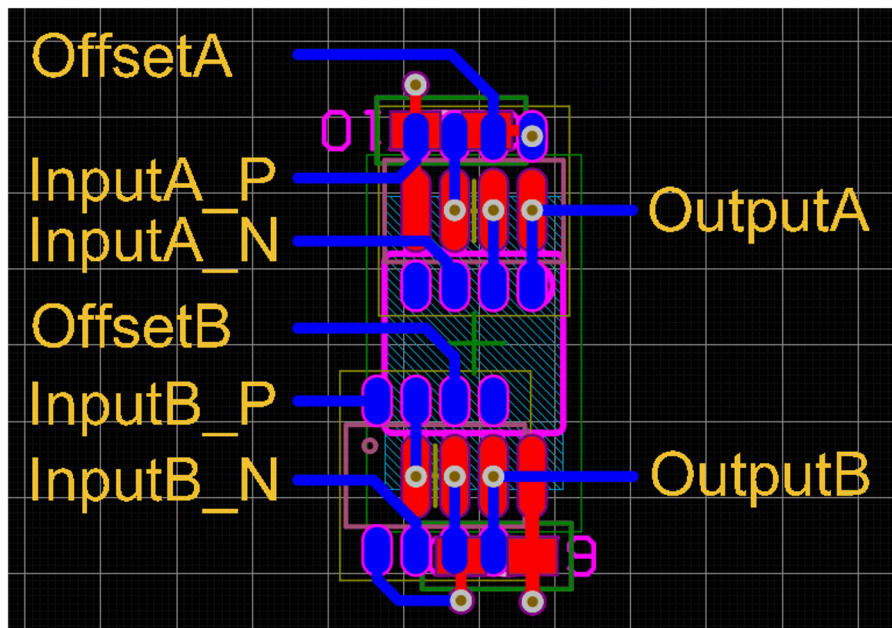 OffsetA
InputA_P
InputA_N
OutputA
OffsetB
InputB_P
InputB_N
OutputB